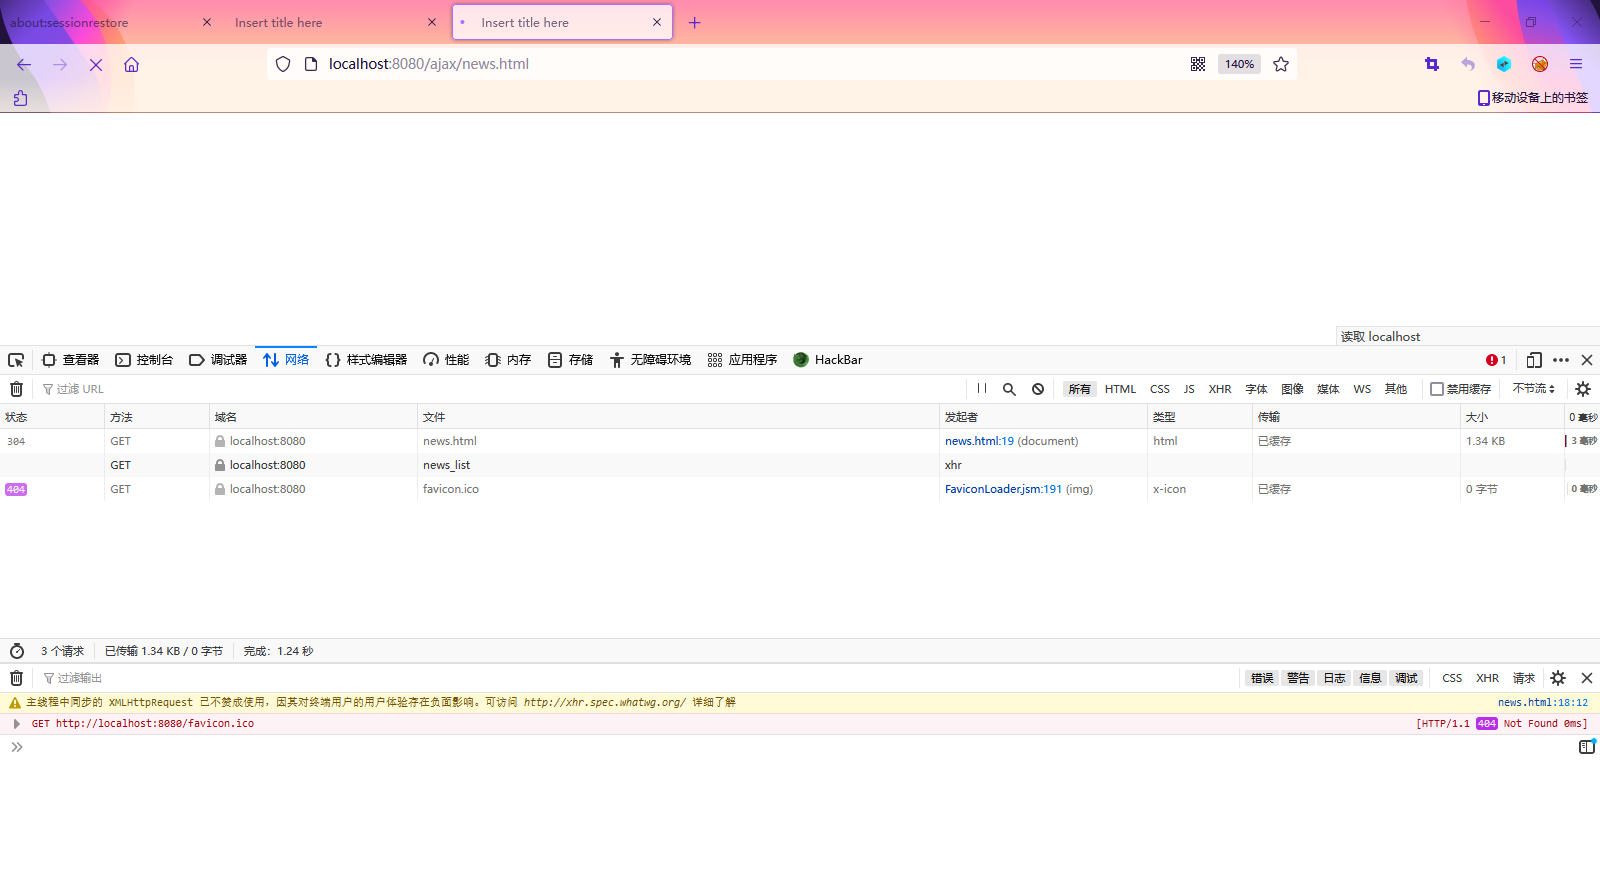 about:sessionrestore
Insert title here
Insert title here
localhost:8080/ajax/news.html
140%
移动设备上的书签
读取 localhost
查看器 控制台 调试器 网络 样式编辑器 性能 内存 存储 无障碍环境 应用程序 HackBar 1
过滤 URL 所有 HTML CSS JS XHR 字体 图像 媒体 WS 其他 禁用缓存 不节流
状态 方法 域名 文件 发起者 类型 传输 大小 0 毫秒
304 GET localhost:8080 news.html news.html:19 (document) html 已缓存 1.34 KB 3 毫秒
GET localhost:8080 news_list xhr
404 GET localhost:8080 favicon.ico FaviconLoader.jsm:191 (img) x-icon 已缓存 0 字节 0 毫秒
3 个请求 已传输 1.34 KB / 0 字节 完成：1.24 秒
过滤输出 错误 警告 日志 信息 调试 CSS XHR 请求
主线程中同步的 XMLHttpRequest 已不赞成使用，因其对终端用户的用户体验存在负面影响。可访问 http://xhr.spec.whatwg.org/ 详细了解 news.html:18:12
GET http://localhost:8080/favicon.ico [HTTP/1.1 404 Not Found 0ms]